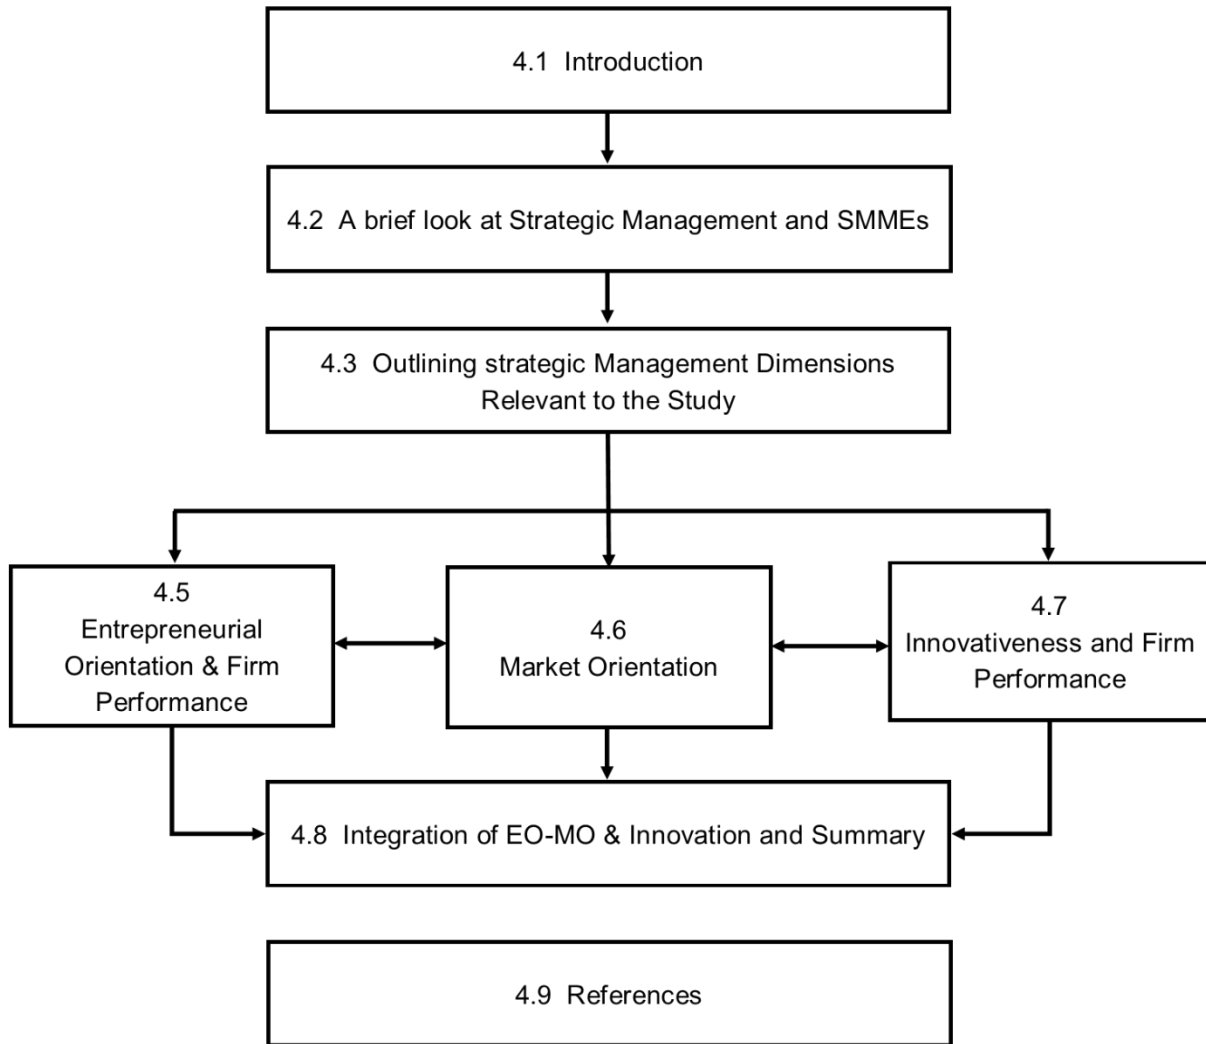 4.1 Introduction
4.2 A brief look at Strategic Management and SMMEs
4.3 Outlining strategic Management Dimensions
Relevant to the Study
4.5
Entrepreneurial
Orientation & Firm
Performance
4.6
Market Orientation
4.7
Innovativeness and Firm
Performance
4.8 Integration of EO-MO & Innovation and Summary
4.9 References